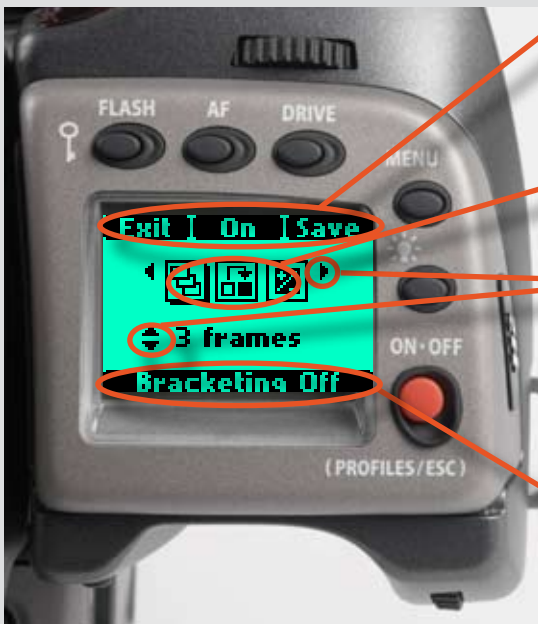 FLASH AF DRIVE
MENU
Exit On Save
3 frames
ON·OFF
Bracketing Off
(PROFILES/ESC)